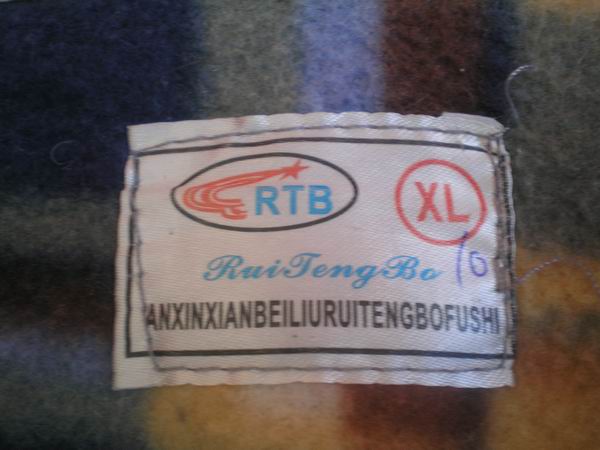 RTB XL
RuiTengBo 10
ANXINXIANBEILIURUITENGBOFUSHI